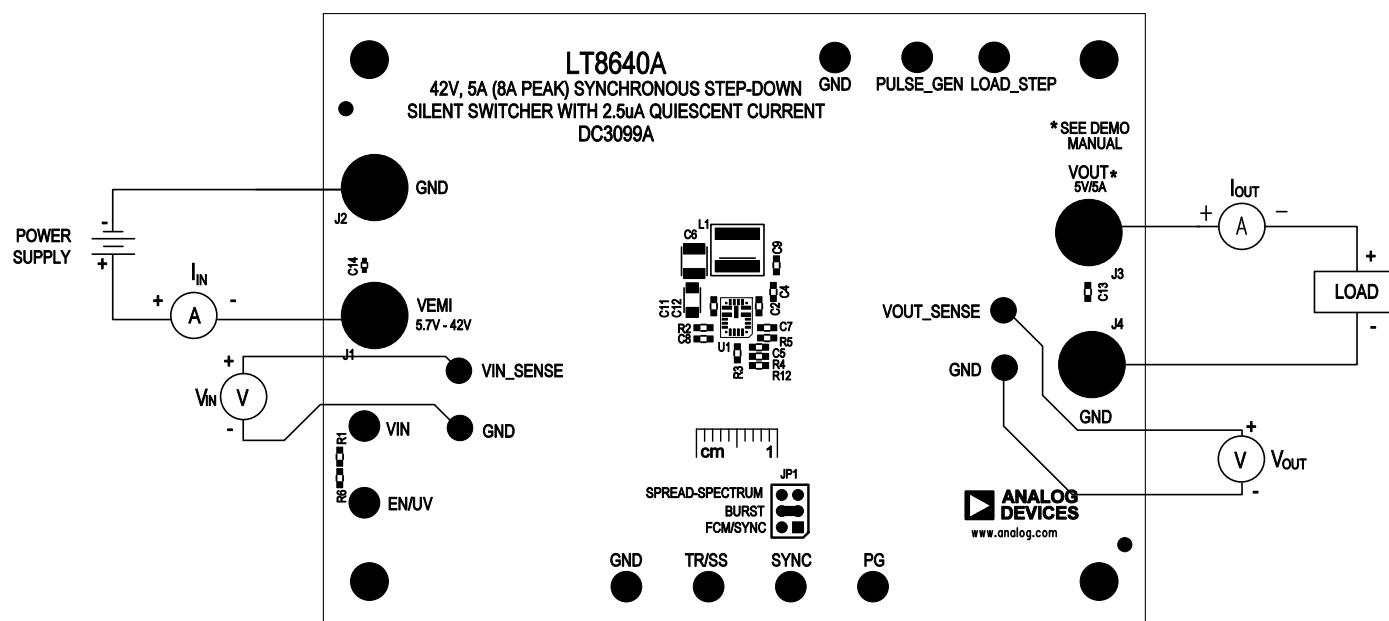 LT8640A
42V, 5A (8A PEAK) SYNCHRONOUS STEP-DOWN
SILENT SWITCHER WITH 2.5uA QUIESCENT CURRENT
DC3099A
GND
PULSE_GEN
LOAD_STEP
*SEE DEMO
MANUAL
VOUT*
5V/5A
GND
J2
-
POWER
SUPPLY
+
IIN
+
A
-
C14
VEMI
5.7V - 42V
J1
L1
C6
C9
C4
C11
C12
C2
R2
C8
U1
C7
R5
C5
R4
R12
R3
IOUT
+
A
-
J3
C13
J4
+
LOAD
-
VOUT_SENSE
GND
GND
+
V
-
VOUT
+
VIN
V
-
VIN_SENSE
GND
VIN
R1
R6
EN/UV
cm
1
JP1
SPREAD-SPECTRUM
BURST
FCM/SYNC
ANALOG
DEVICES
www.analog.com
GND
TR/SS
SYNC
PG